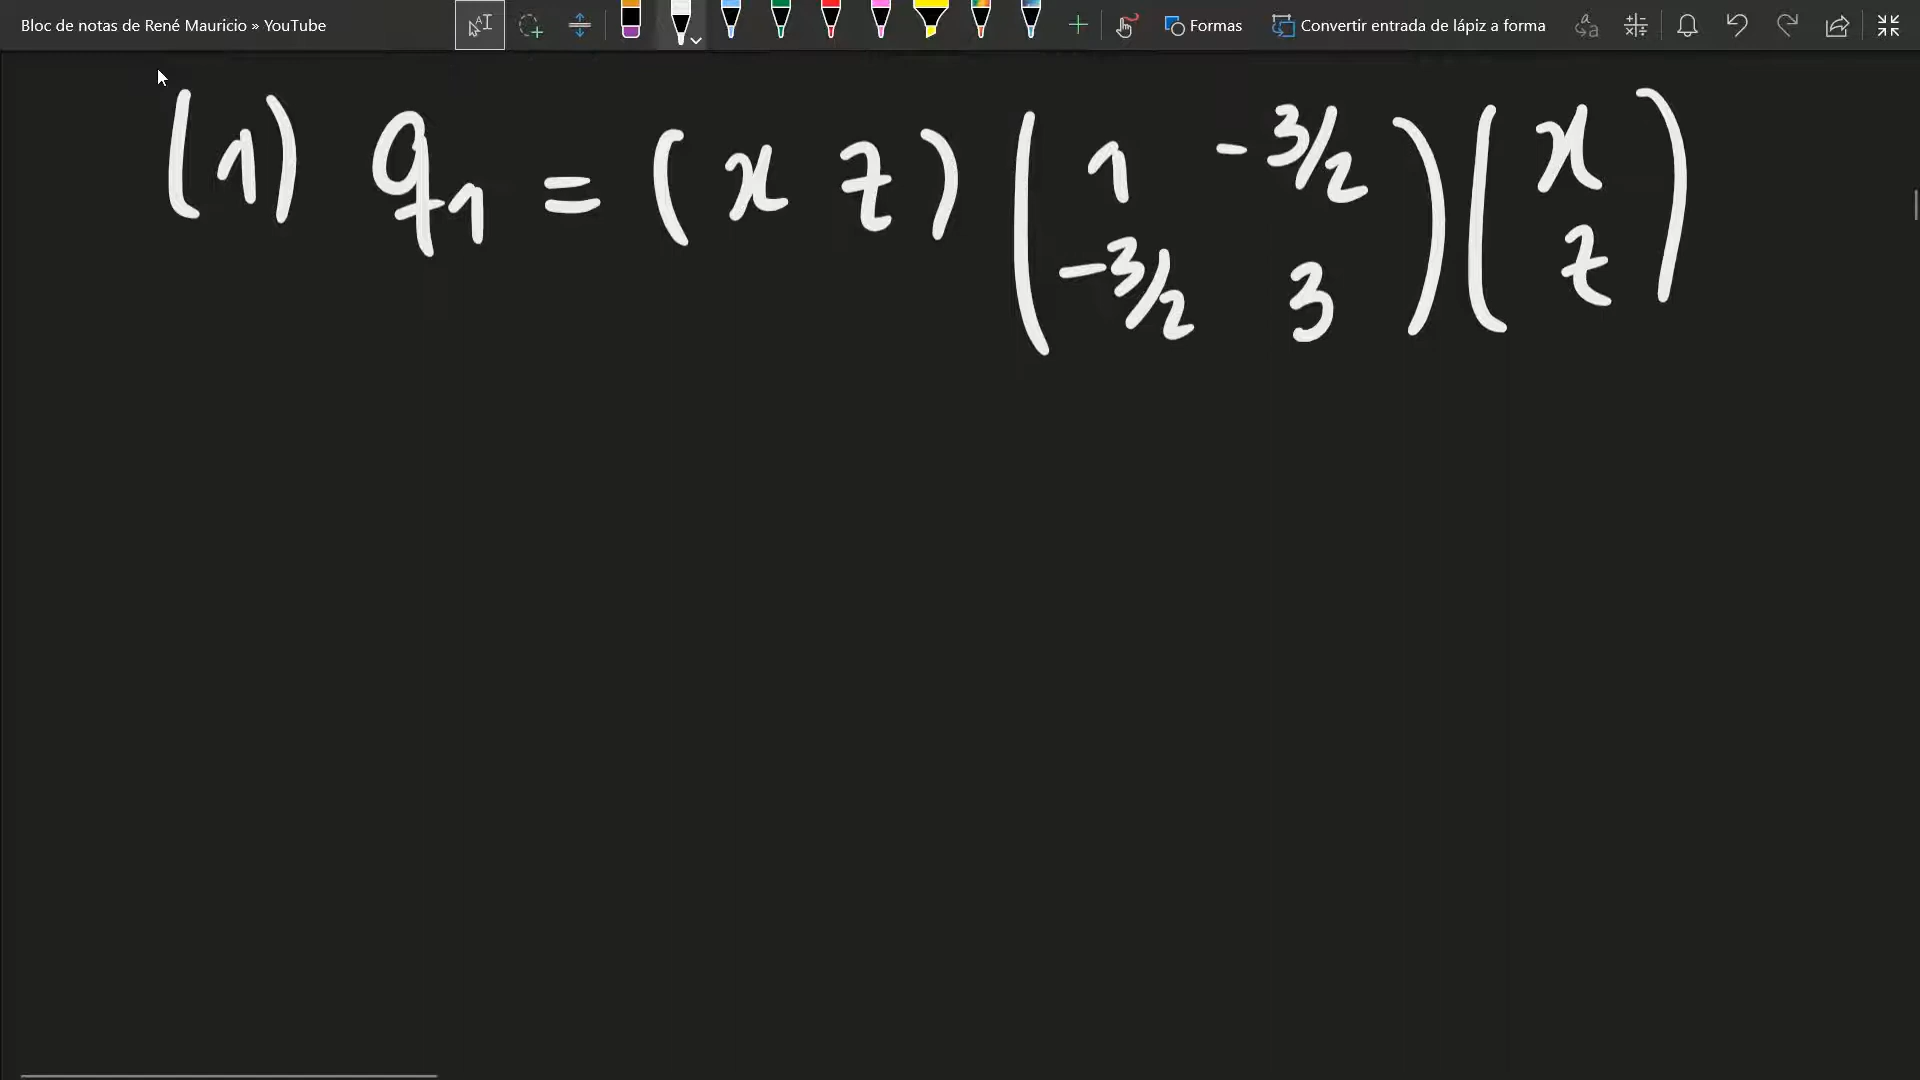 Bloc de notas de René Mauricio » YouTube Formas Convertir entrada de lápiz a forma
(1) q₁ = ( x z ) ( 1 -3/2 ) ( x )
( -3/2 3 ) ( z )